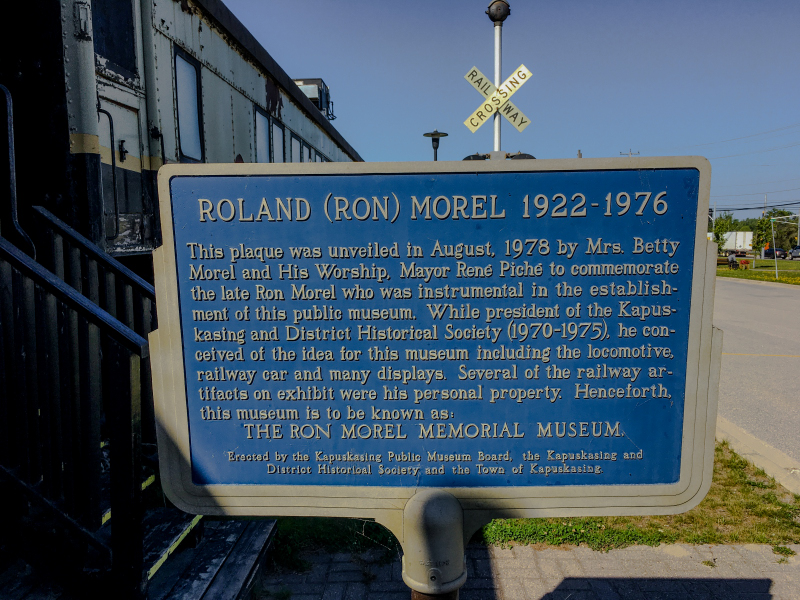 RAIL WAY
CROSSING
ROLAND (RON) MOREL 1922-1976
This plaque was unveiled in August, 1978 by Mrs. Betty
Morel and His Worship, Mayor René Piché to commemorate
the late Ron Morel who was instrumental in the establish-
ment of this public museum. While president of the Kapus-
kasing and District Historical Society (1970-1975), he con-
ceived of the idea for this museum including the locomotive,
railway car and many displays. Several of the railway ar-
tifacts on exhibit were his personal property. Henceforth,
this museum is to be known as:
THE RON MOREL MEMORIAL MUSEUM.
Erected by the Kapuskasing Public Museum Board, the Kapuskasing and
District Historical Society and the Town of Kapuskasing.